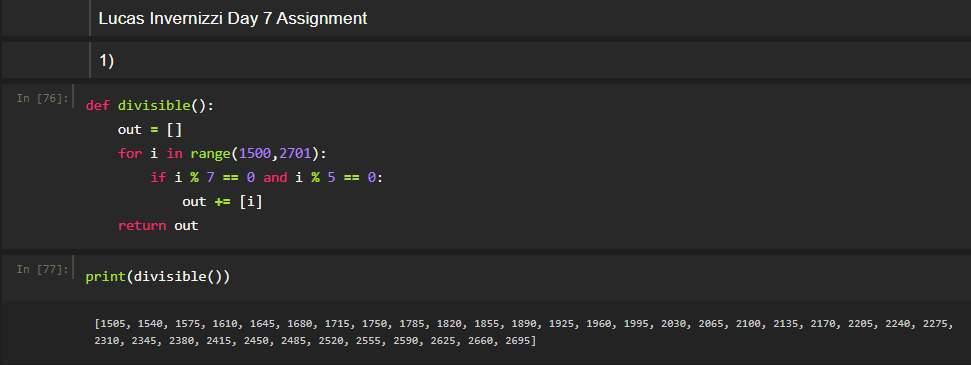 Lucas Invernizzi Day 7 Assignment
1)
In [76]:
def divisible():
    out = []
    for i in range(1500,2701):
        if i % 7 == 0 and i % 5 == 0:
            out += [i]
    return out
In [77]:
print(divisible())
[1505, 1540, 1575, 1610, 1645, 1680, 1715, 1750, 1785, 1820, 1855, 1890, 1925, 1960, 1995, 2030, 2065, 2100, 2135, 2170, 2205, 2240, 2275,
2310, 2345, 2380, 2415, 2450, 2485, 2520, 2555, 2590, 2625, 2660, 2695]